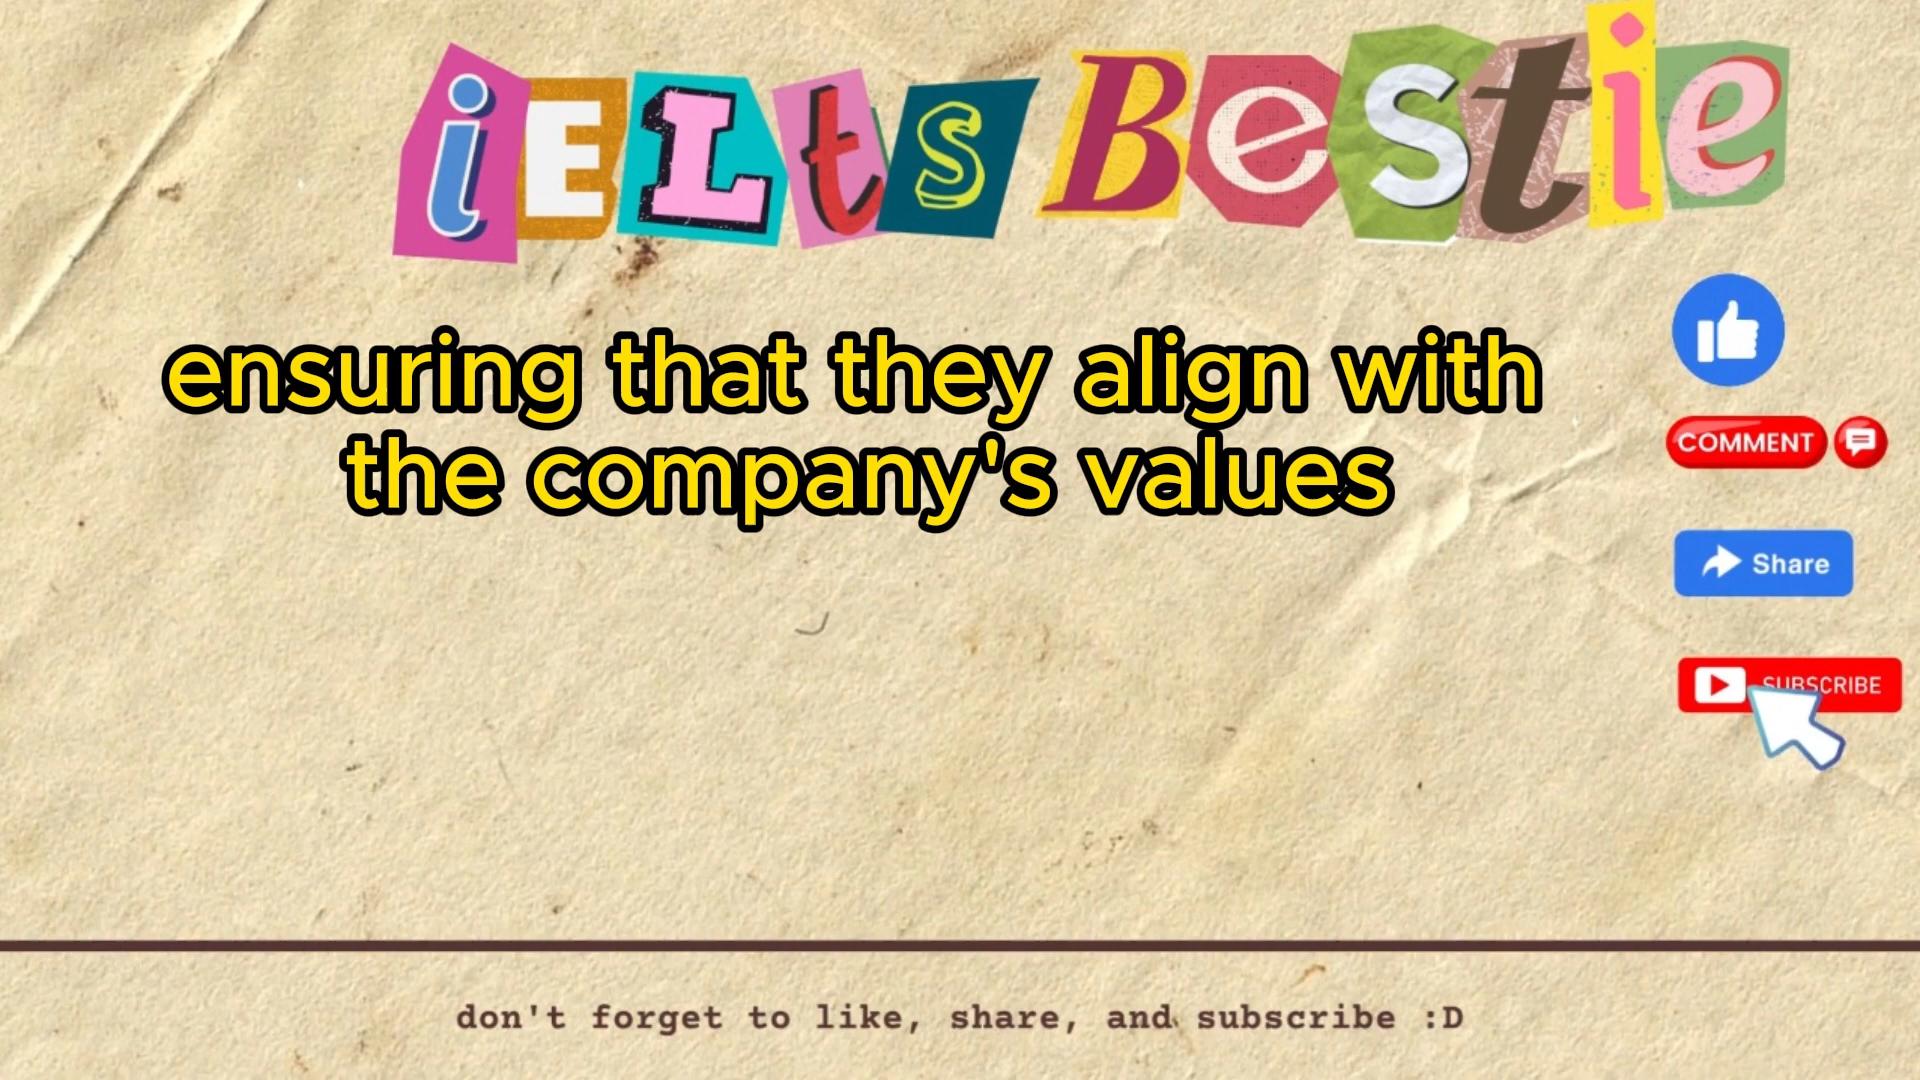 iELts Bestie
ensuring that they align with
the company's values
COMMENT
Share
SUBSCRIBE
don't forget to like, share, and subscribe :D